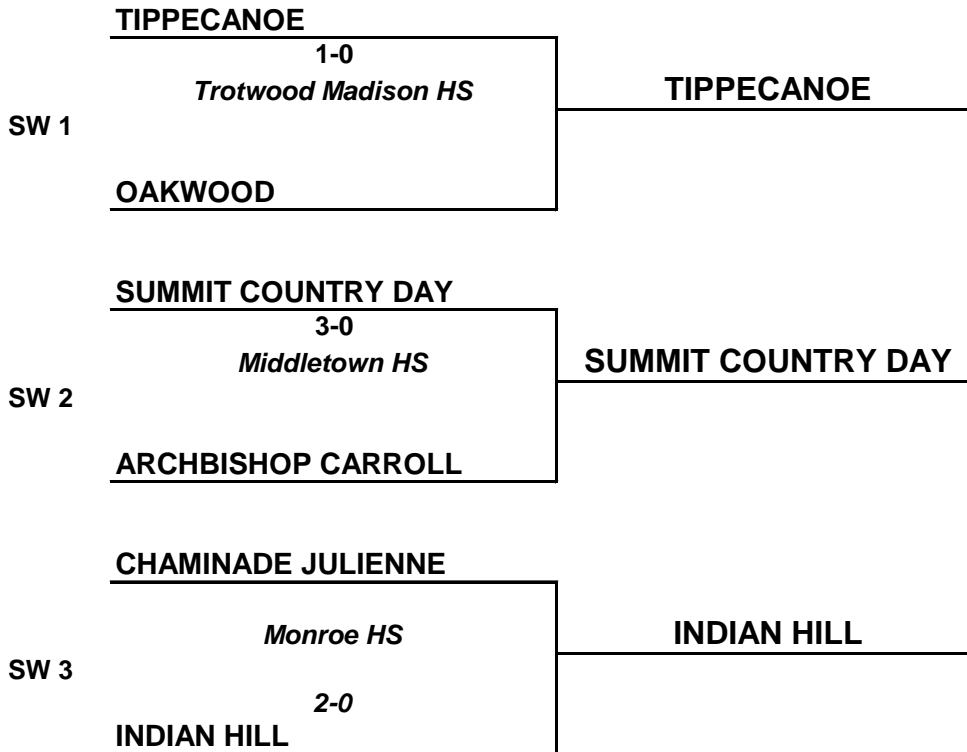 TIPPECANOE
1-0
Trotwood Madison HS
TIPPECANOE
SW 1
OAKWOOD
SUMMIT COUNTRY DAY
3-0
Middletown HS
SUMMIT COUNTRY DAY
SW 2
ARCHBISHOP CARROLL
CHAMINADE JULIENNE
Monroe HS
INDIAN HILL
SW 3
2-0
INDIAN HILL